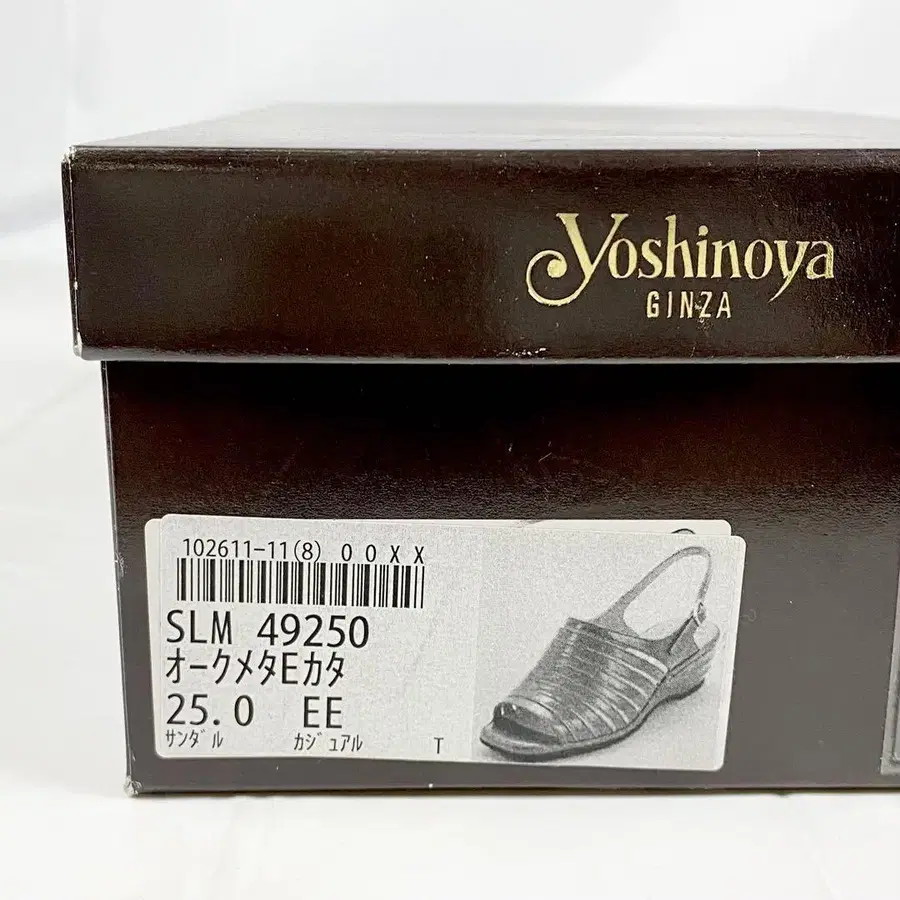 Yoshinoya
GINZA
102611-11(8) 00XX
SLM 49250
オークメタEカタ
25.0 EE
サンダル カジュアル T